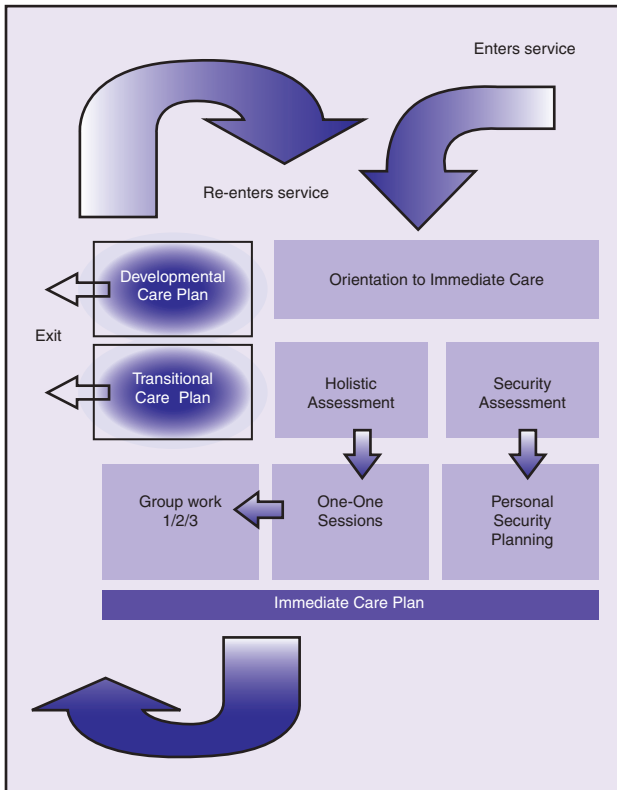 Enters service
Re-enters service
Developmental
Care Plan
Orientation to Immediate Care
Exit
Transitional
Care Plan
Holistic
Assessment
Security
Assessment
Group work
1/2/3
One-One
Sessions
Personal
Security
Planning
Immediate Care Plan